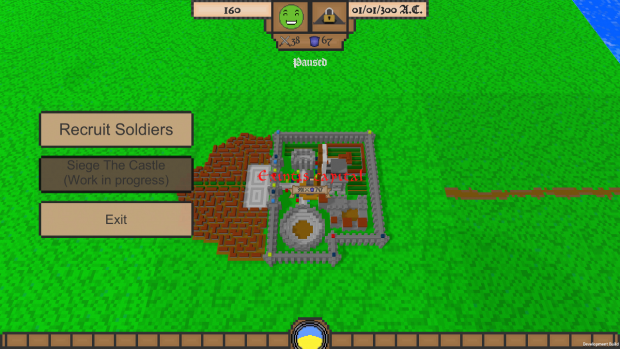 160
01/01/300 A.C.
38
67
Paused
Recruit Soldiers
Siege The Castle
(Work in progress)
Exit
Development Build